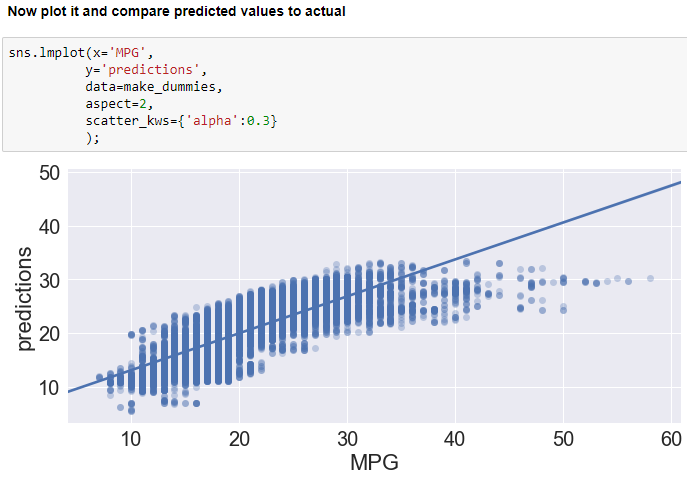 Now plot it and compare predicted values to actual
sns.lmplot(x='MPG',
y='predictions',
data=make_dummies,
aspect=2,
scatter_kws={'alpha':0.3}
);
50
40
30
20
10
predictions
10 20 30 40 50 60
MPG